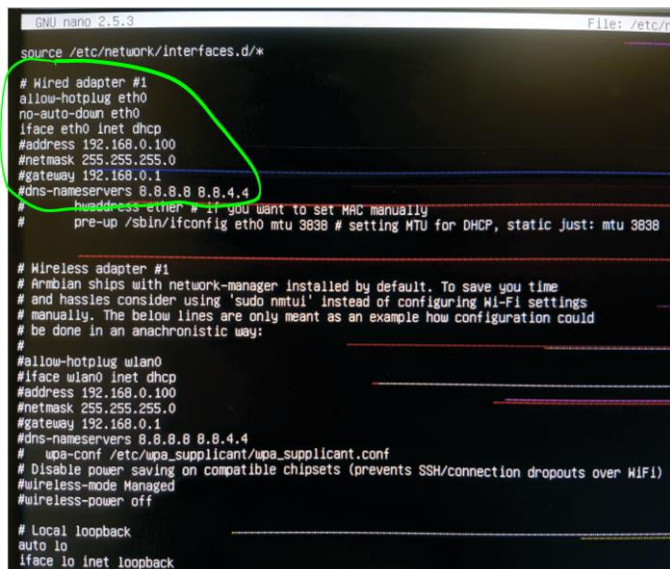 GNU nano 2.5.3 File: /etc/n
source /etc/network/interfaces.d/*
# Wired adapter #1
allow-hotplug eth0
no-auto-down eth0
iface eth0 inet dhcp
#address 192.168.0.100
#netmask 255.255.255.0
#gateway 192.168.0.1
#dns-nameservers 8.8.8.8 8.8.4.4
# hwaddress ether # if you want to set MAC manually
# pre-up /sbin/ifconfig eth0 mtu 3838 # setting MTU for DHCP, static just: mtu 3838
# Wireless adapter #1
# Armbian ships with network-manager installed by default. To save you time
# and hassles consider using 'sudo nmtui' instead of configuring Wi-Fi settings
# manually. The below lines are only meant as an example how configuration could
# be done in an anachronistic way:
#
#allow-hotplug wlan0
#iface wlan0 inet dhcp
#address 192.168.0.100
#netmask 255.255.255.0
#gateway 192.168.0.1
#dns-nameservers 8.8.8.8 8.8.4.4
# wpa-conf /etc/wpa_supplicant/wpa_supplicant.conf
# Disable power saving on compatible chipsets (prevents SSH/connection dropouts over WiFi)
#wireless-mode Managed
#wireless-power off
# Local loopback
auto lo
iface lo inet loopback